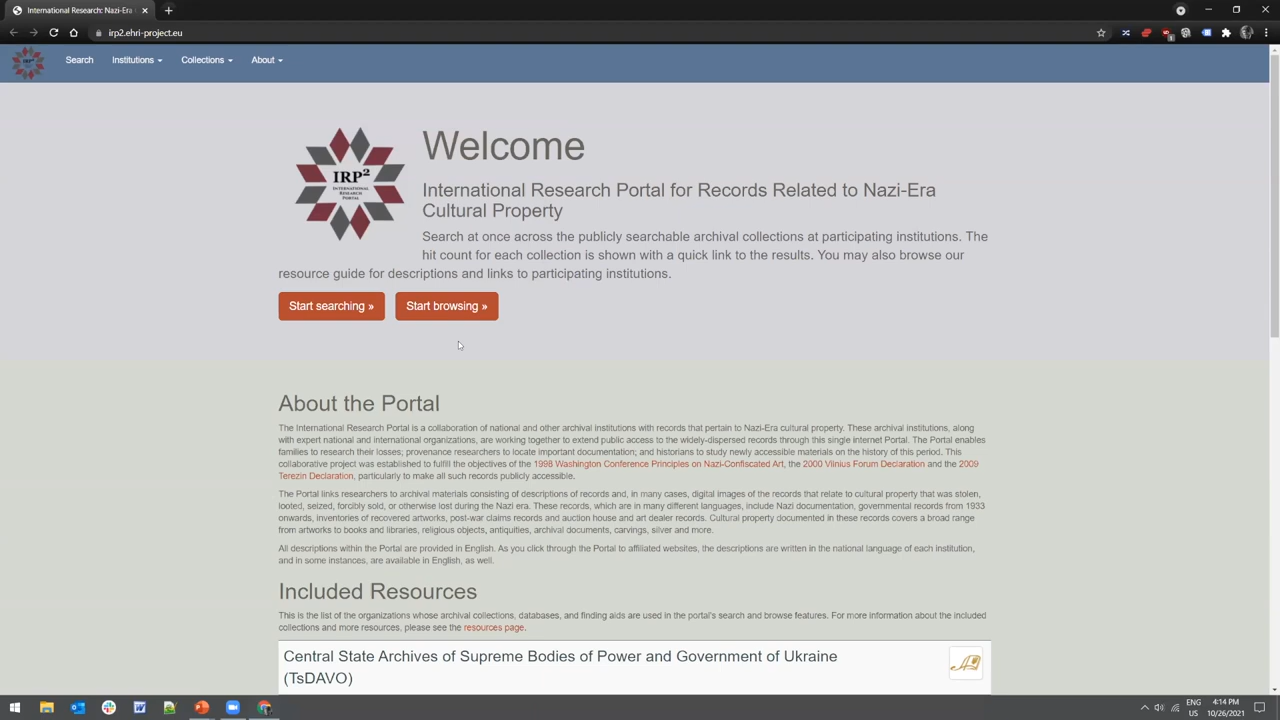 International Research: Nazi-Era C
irp2.ehri-project.eu
IRP²
Search
Institutions
Collections
About
IRP²
INTERNATIONAL
RESEARCH
PORTAL
Welcome
International Research Portal for Records Related to Nazi-Era
Cultural Property
Search at once across the publicly searchable archival collections at participating institutions. The
hit count for each collection is shown with a quick link to the results. You may also browse our
resource guide for descriptions and links to participating institutions.
Start searching »
Start browsing »
About the Portal
The International Research Portal is a collaboration of national and other archival institutions with records that pertain to Nazi-Era cultural property. These archival institutions, along
with expert national and international organizations, are working together to extend public access to the widely-dispersed records through this single internet Portal. The Portal enables
families to research their losses; provenance researchers to locate important documentation; and historians to study newly accessible materials on the history of this period. This
collaborative project was established to fulfill the objectives of the 1998 Washington Conference Principles on Nazi-Confiscated Art, the 2000 Vilnius Forum Declaration and the 2009
Terezin Declaration, particularly to make all such records publicly accessible.
The Portal links researchers to archival materials consisting of descriptions of records and, in many cases, digital images of the records that relate to cultural property that was stolen,
looted, seized, forcibly sold, or otherwise lost during the Nazi era. These records, which are in many different languages, include Nazi documentation, governmental records from 1933
onwards, inventories of recovered artworks, post-war claims records and auction house and art dealer records. Cultural property documented in these records covers a broad range
from artworks to books and libraries, religious objects, antiquities, archival documents, carvings, silver and more.
All descriptions within the Portal are provided in English. As you click through the Portal to affiliated websites, the descriptions are written in the national language of each institution,
and in some instances, are available in English, as well.
Included Resources
This is the list of the organizations whose archival collections, databases, and finding aids are used in the portal's search and browse features. For more information about the included
collections and more resources, please see the resources page.
Central State Archives of Supreme Bodies of Power and Government of Ukraine
(TsDAVO)
ENG
US
4:14 PM
10/26/2021